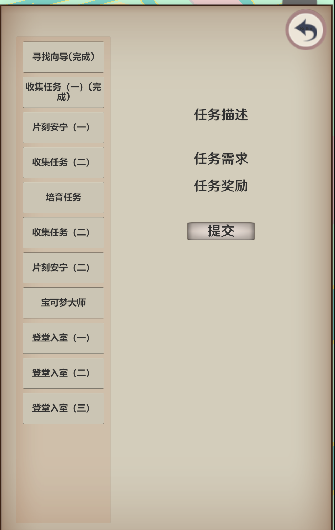 寻找向导(完成)
收集任务（一）(完
成）
片刻安宁（一）
收集任务（二）
培育任务
收集任务（二）
片刻安宁（二）
宝可梦大师
登堂入室（一）
登堂入室（二）
登堂入室（三）
任务描述
任务需求
任务奖励
提交